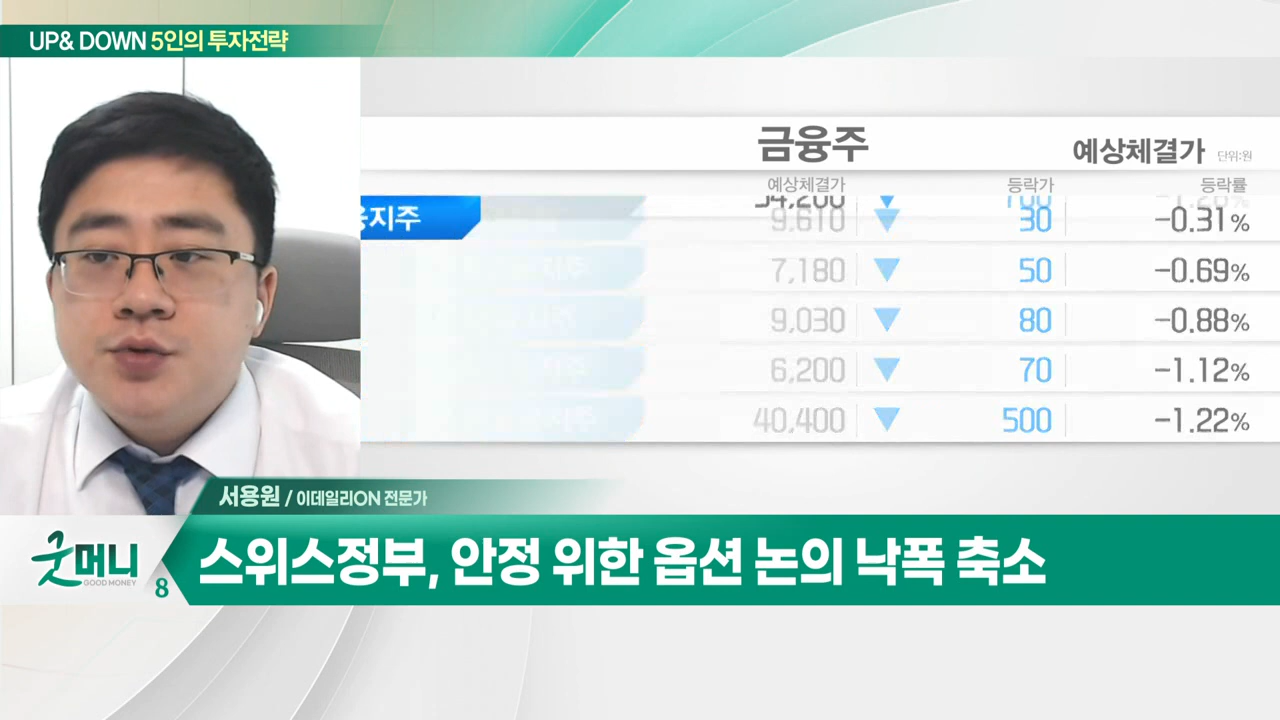 UP& DOWN 5인의 투자전략
금융주
예상체결가 단위:원
예상체결가 등락가 등락률
지주
9,610 ▼ 30 -0.31%
7,180 ▼ 50 -0.69%
9,030 ▼ 80 -0.88%
6,200 ▼ 70 -1.12%
40,400 ▼ 500 -1.22%
서용원 / 이데일리ON 전문가
굿머니
GOOD MONEY
8
스위스정부, 안정 위한 옵션 논의 낙폭 축소